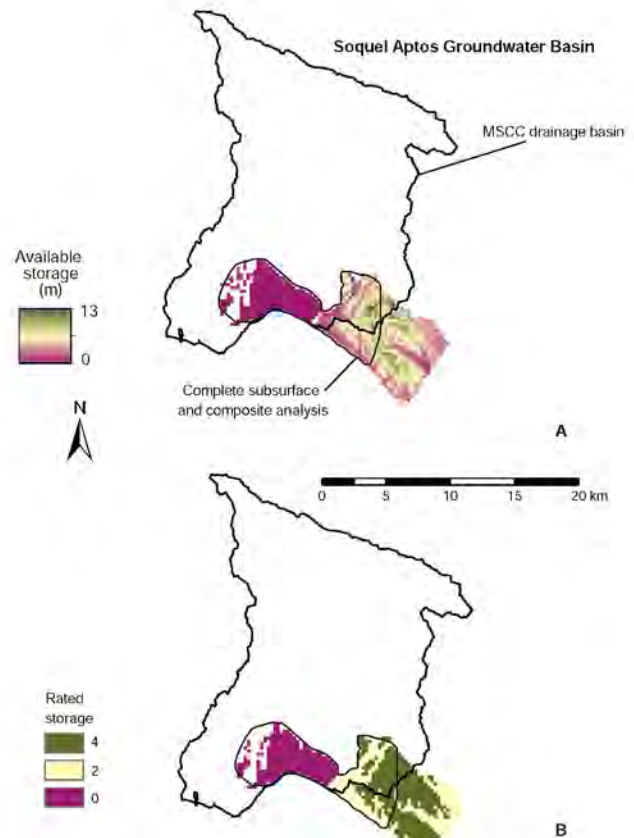 Soquel Aptos Groundwater Basin
MSCC drainage basin
Available
storage
(m)
13
0
Complete subsurface
and composite analysis
N
A
0 5 10 15 20 km
Rated
storage
4
2
0
B